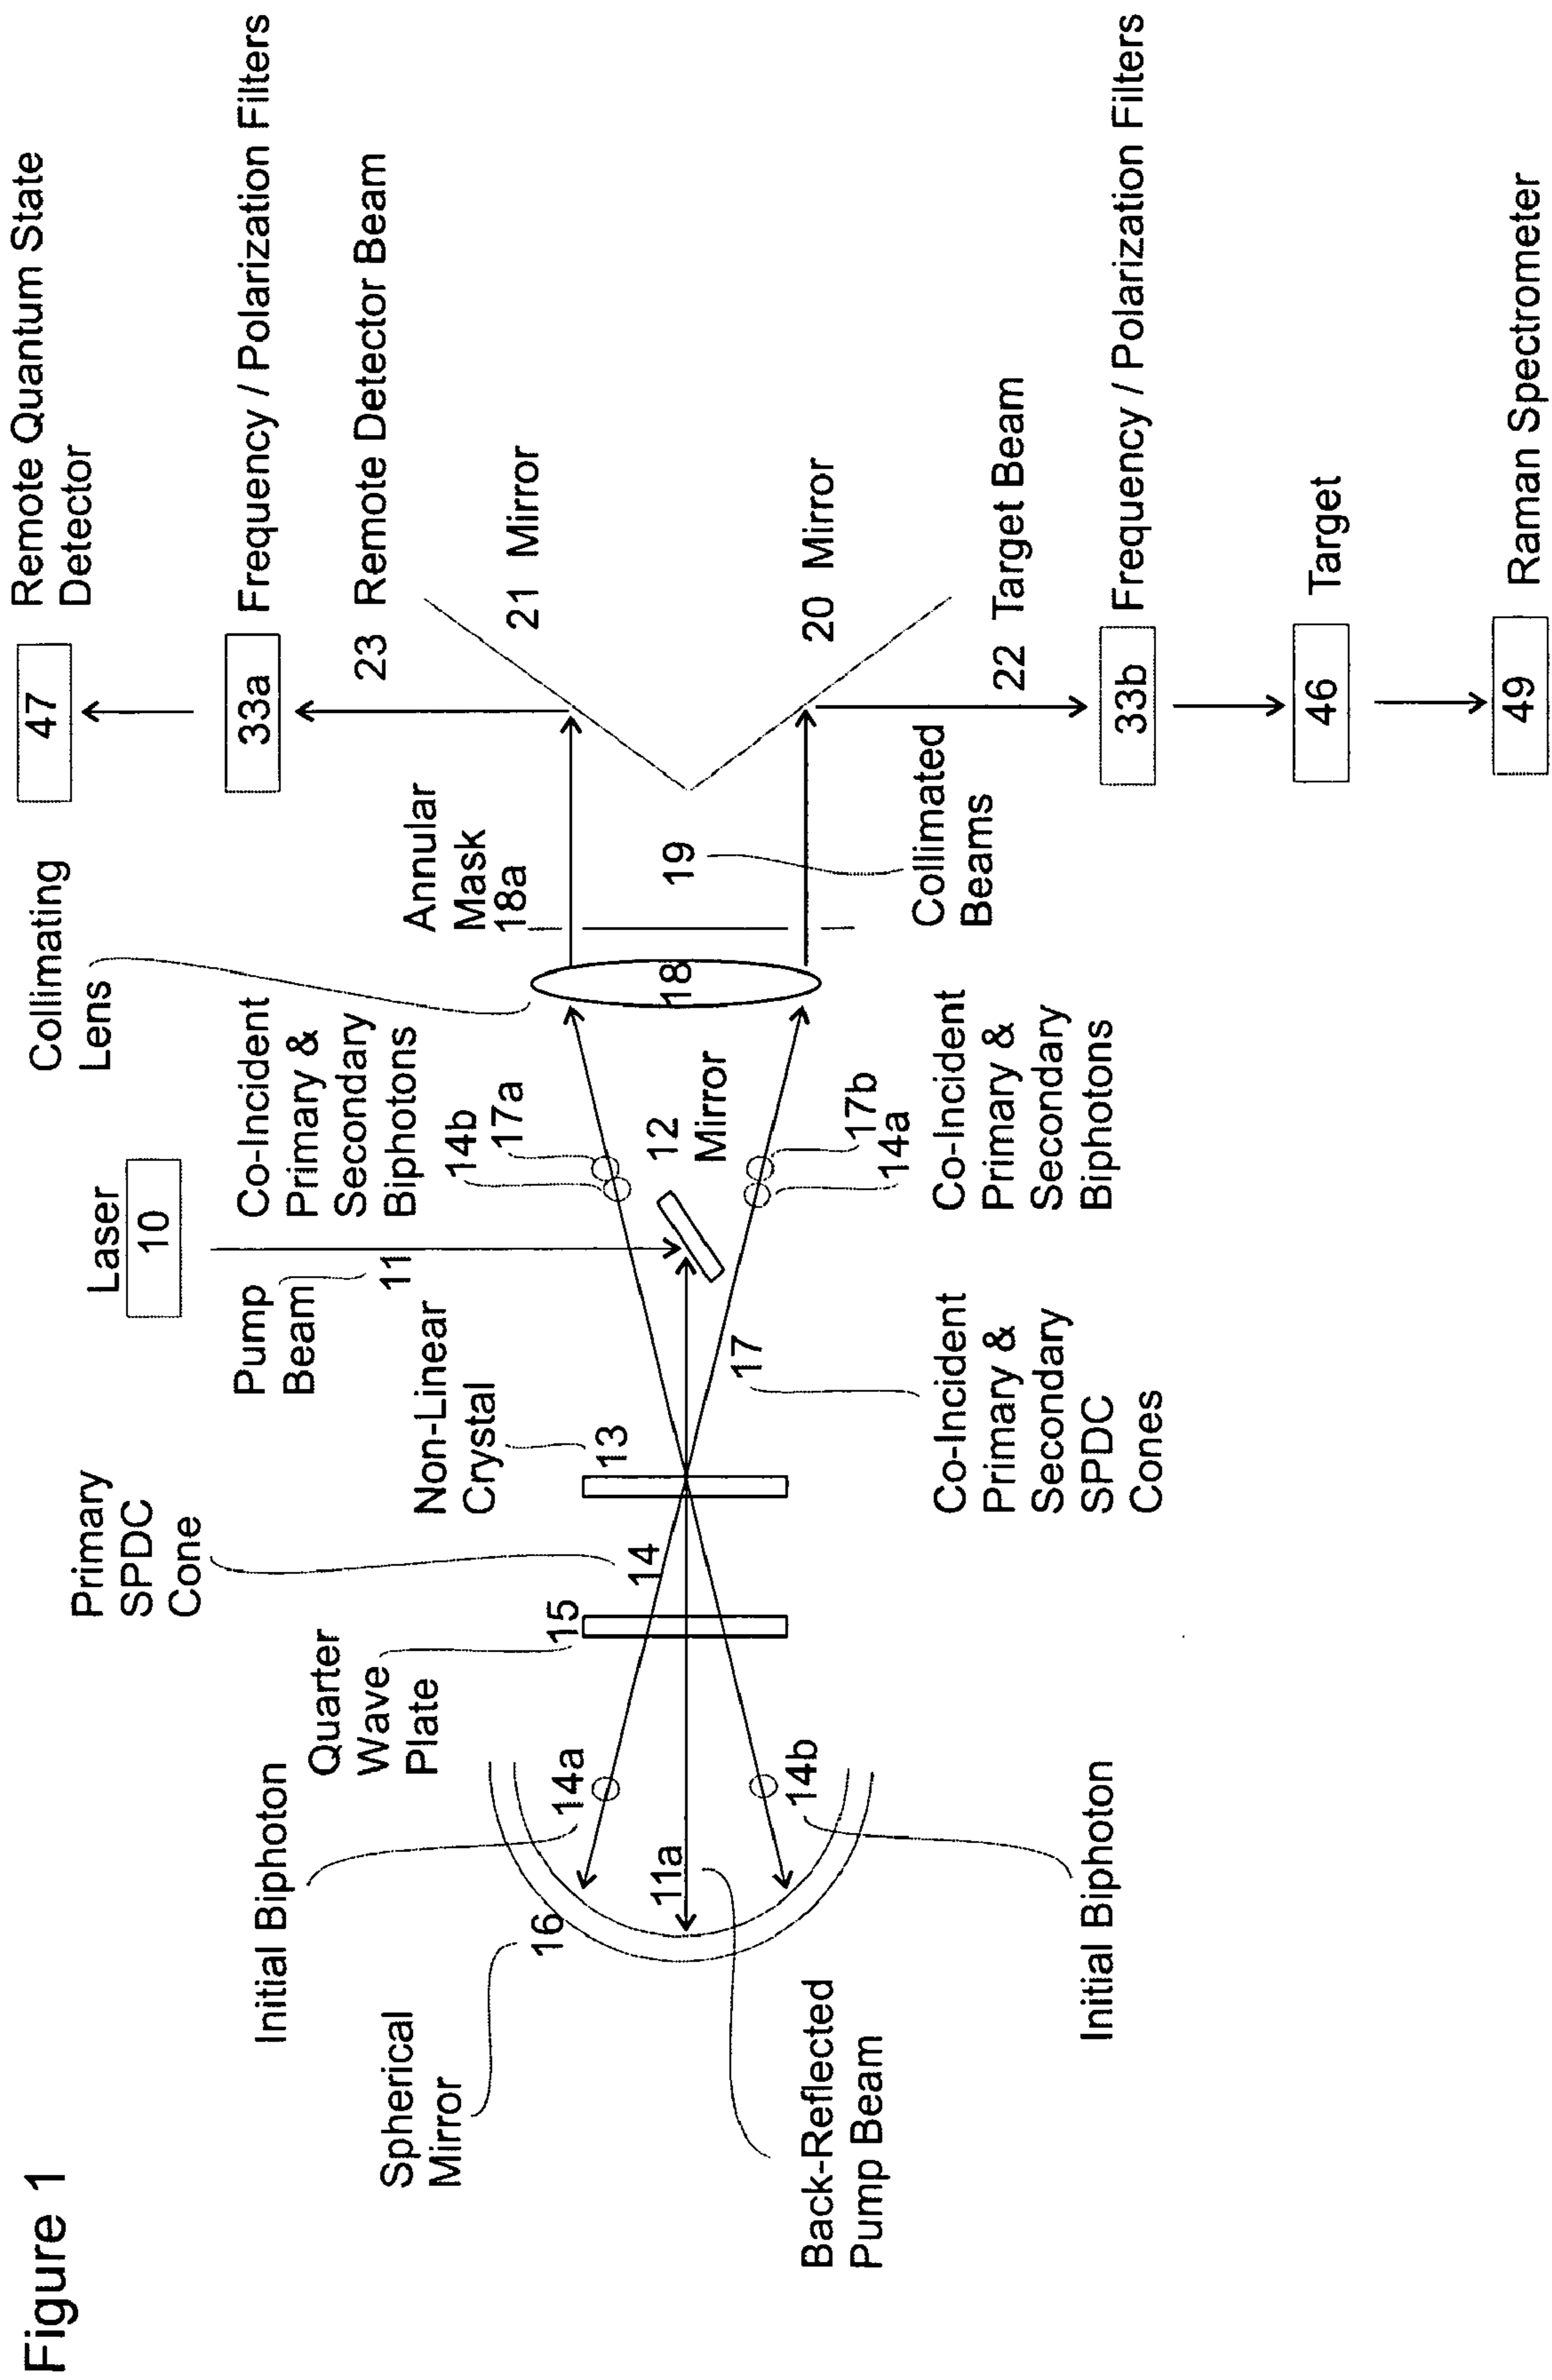 Figure 1
Remote Quantum State
Detector
47
33a
Frequency / Polarization Filters
23 Remote Detector Beam
21 Mirror
20 Mirror
22 Target Beam
33b
Frequency / Polarization Filters
46
Target
49
Raman Spectrometer
Collimating
Lens
Annular
Mask
18a
19
Collimated
Beams
18
Laser
10
Pump
Beam
11
Co-Incident
Primary &
Secondary
Biphotons
14b
17a
12
Mirror
17b
14a
Co-Incident
Primary &
Secondary
Biphotons
Non-Linear
Crystal
13
17
Co-Incident
Primary &
Secondary
SPDC
Cones
Primary
SPDC
Cone
14
Quarter
Wave
Plate
15
Initial Biphoton
14a
14b
Initial Biphoton
11a
16
Spherical
Mirror
Back-Reflected
Pump Beam